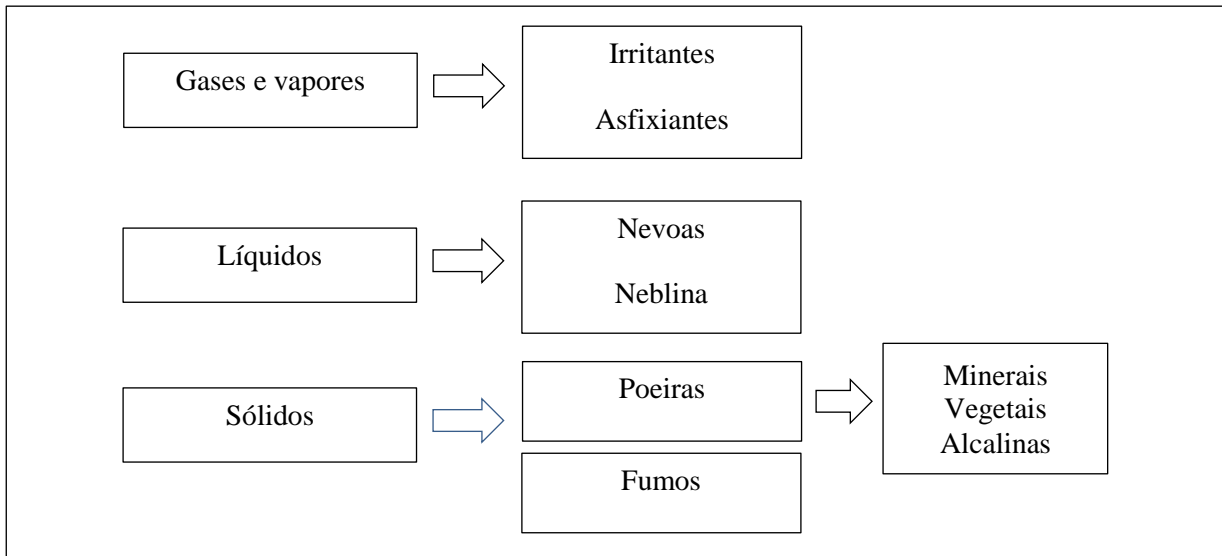 Gases e vapores
Irritantes
Asfixiantes
Líquidos
Nevoas
Neblina
Sólidos
Poeiras
Minerais
Vegetais
Alcalinas
Fumos